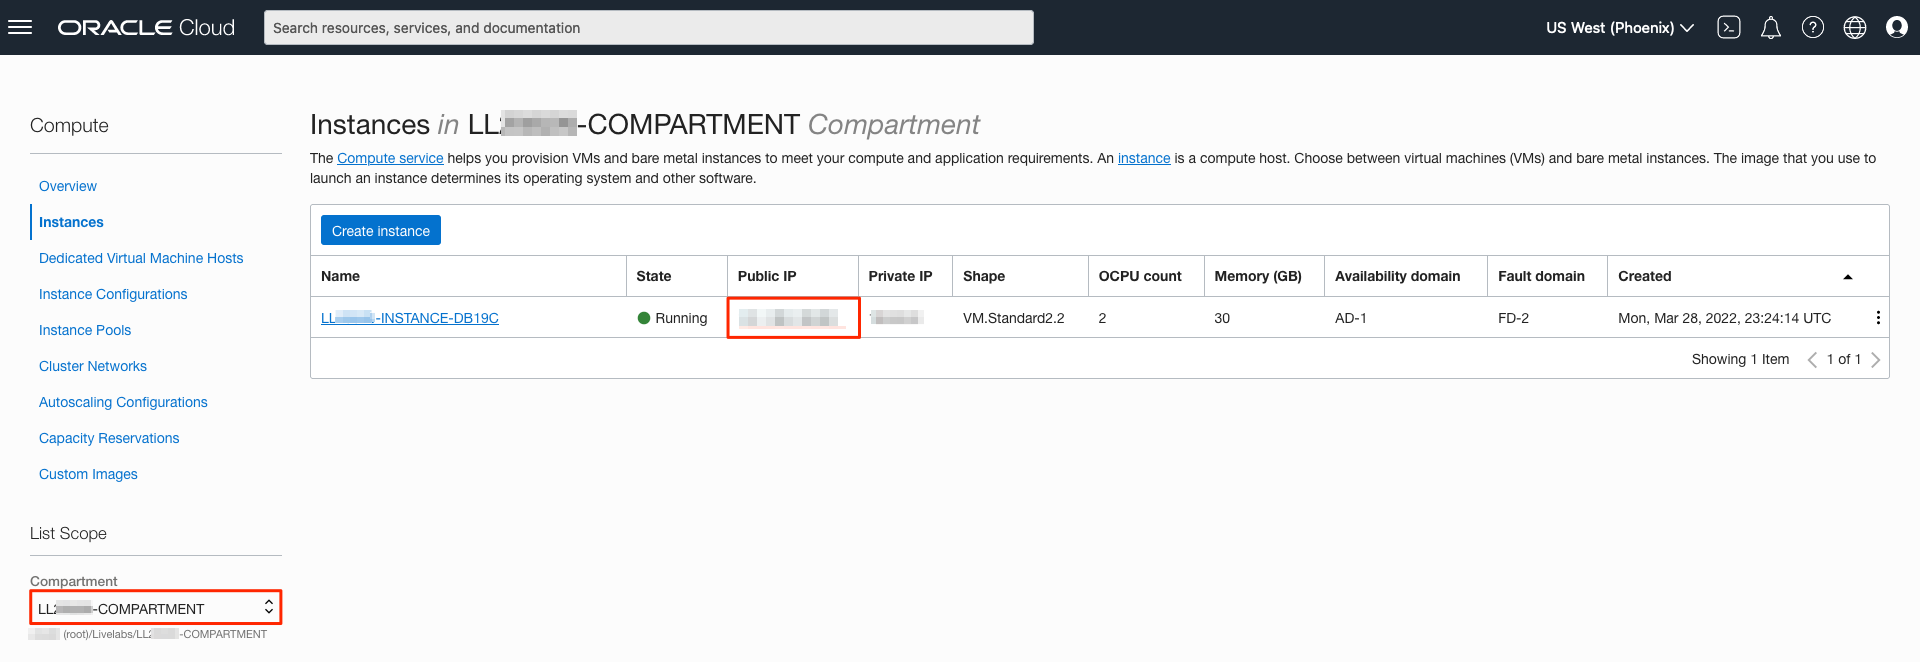 ORACLE Cloud
Search resources, services, and documentation
US West (Phoenix)
Compute
Overview
Instances
Dedicated Virtual Machine Hosts
Instance Configurations
Instance Pools
Cluster Networks
Autoscaling Configurations
Capacity Reservations
Custom Images
List Scope
Compartment
LL -COMPARTMENT
(root)/Livelabs/LL -COMPARTMENT
Instances in LL -COMPARTMENT Compartment
The Compute service helps you provision VMs and bare metal instances to meet your compute and application requirements. An instance is a compute host. Choose between virtual machines (VMs) and bare metal instances. The image that you use to
launch an instance determines its operating system and other software.
Create instance
Name State Public IP Private IP Shape OCPU count Memory (GB) Availability domain Fault domain Created
LL -INSTANCE-DB19C Running VM.Standard2.2 2 30 AD-1 FD-2 Mon, Mar 28, 2022, 23:24:14 UTC
Showing 1 Item 1 of 1